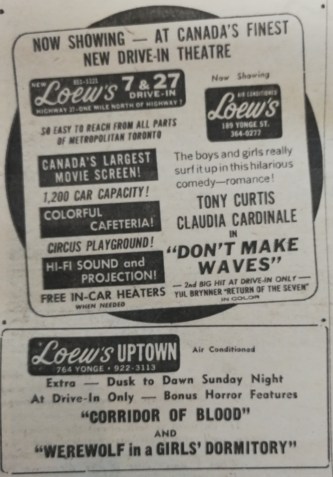 NOW SHOWING — AT CANADA'S FINEST
NEW DRIVE-IN THEATRE
NEW
Loew's 7 & 27
DRIVE-IN
HIGHWAY 27-ONE MILE NORTH OF HIGHWAY 7
SO EASY TO REACH FROM ALL PARTS
OF METROPOLITAN TORONTO
CANADA'S LARGEST
MOVIE SCREEN!
1,200 CAR CAPACITY!
COLORFUL
CAFETERIA!
CIRCUS PLAYGROUND!
HI-FI SOUND and
PROJECTION!
FREE IN-CAR HEATERS
WHEN NEEDED
Now Showing
AIR CONDITIONED
Loew's
189 YONGE ST.
364-0277
The boys and girls really
surf it up in this hilarious
comedy—romance!
TONY CURTIS
CLAUDIA CARDINALE
IN
"DON'T MAKE
WAVES"
— 2nd BIG HIT AT DRIVE-IN ONLY —
YUL BRYNNER "RETURN OF THE SEVEN"
IN COLOR
Loew's UPTOWN
764 YONGE • 922-3113
Air Conditioned
Extra — Dusk to Dawn Sunday Night
At Drive-In Only — Bonus Horror Features
"CORRIDOR OF BLOOD"
AND
"WEREWOLF in a GIRLS' DORMITORY"